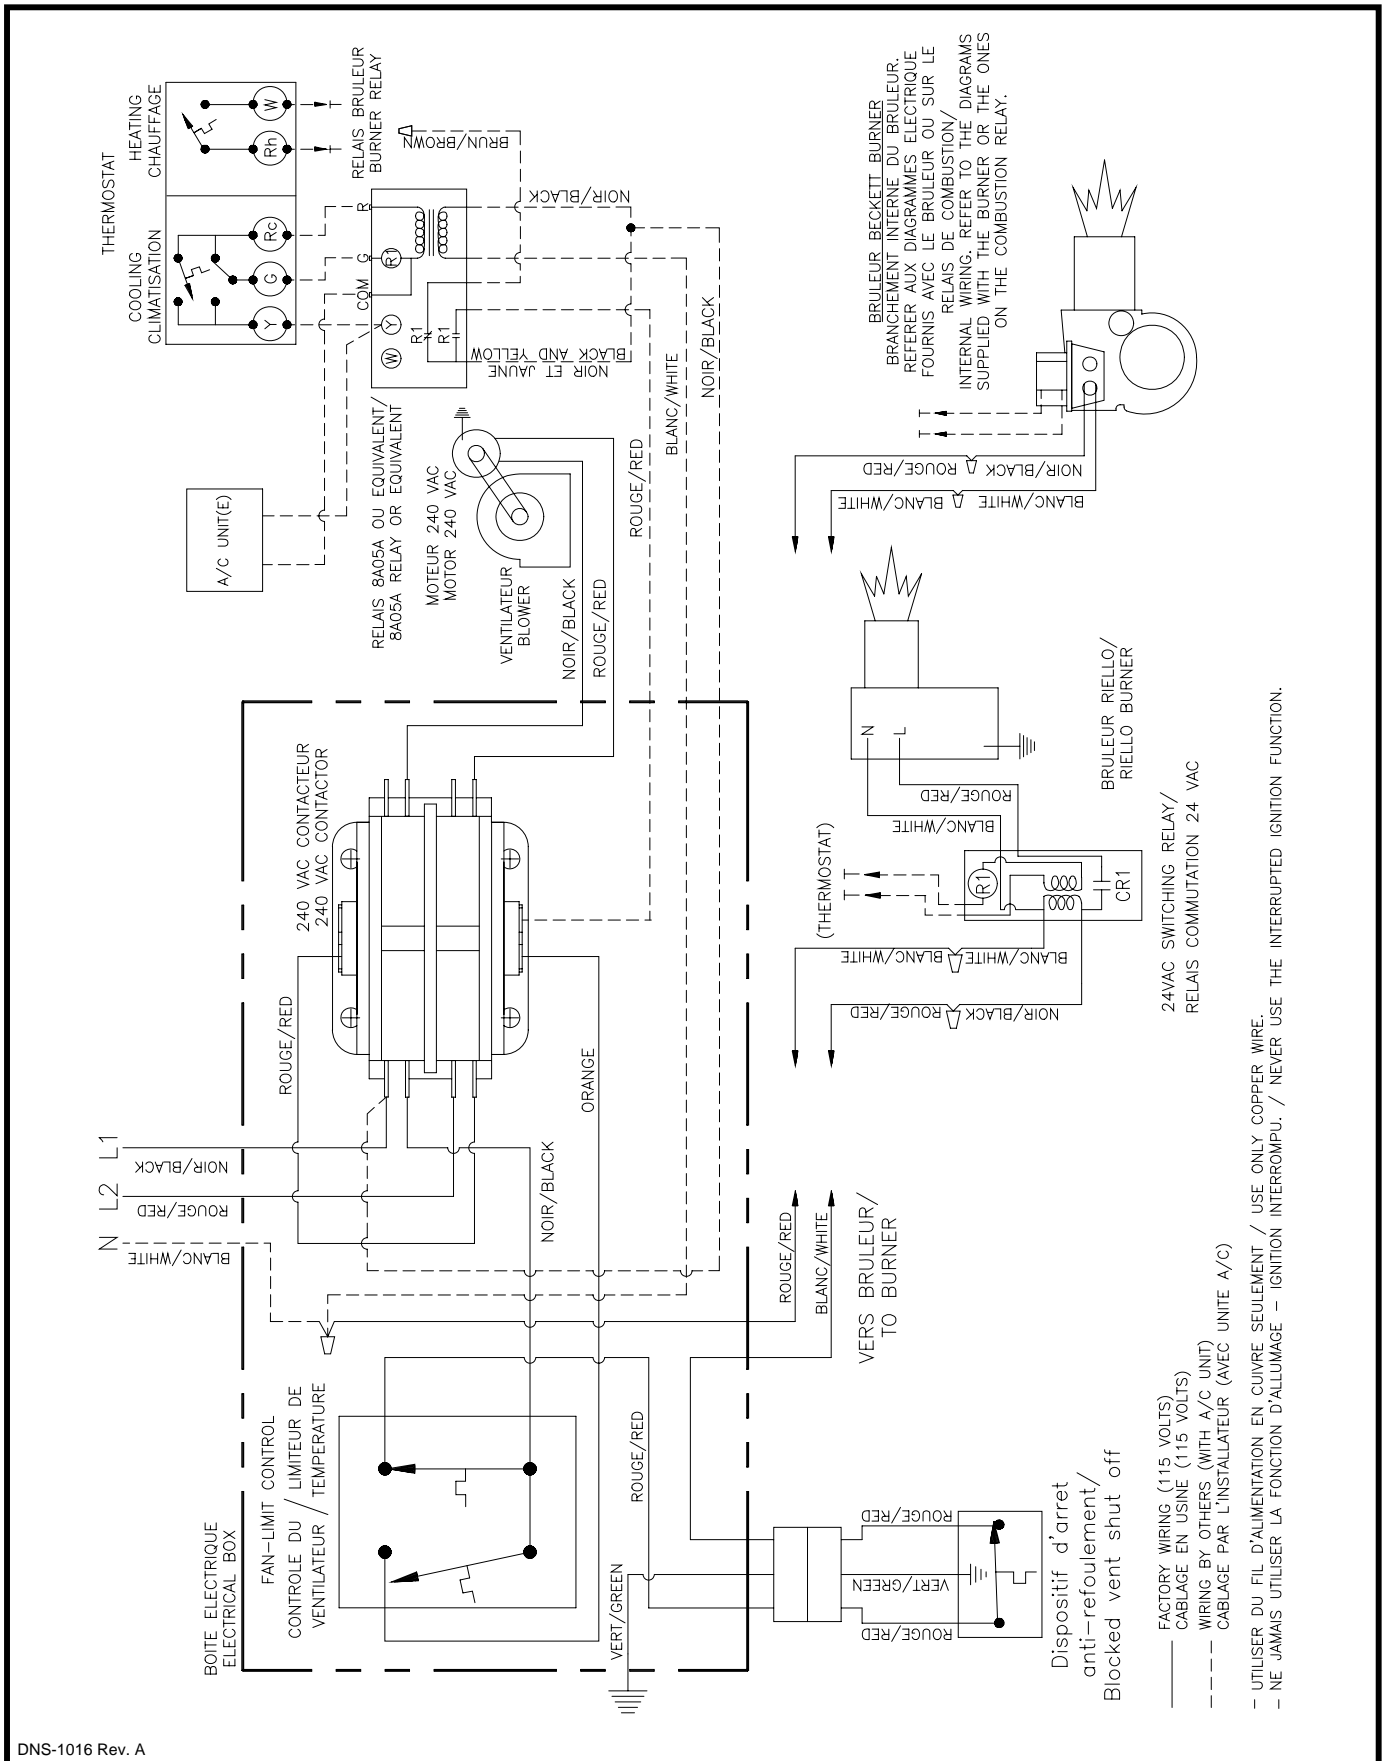 THERMOSTAT
HEATING
CHAUFFAGE
COOLING
CLIMATISATION
W
Rh
Rc
G
Y
RELAIS BRULEUR
BURNER RELAY
BRUN/BROWN
R
G
COM
R1
Y
W
R1
R1
NOIR/BLACK
NOIR ET JAUNE
BLACK AND YELLOW
A/C UNIT(E)
RELAIS 8A05A OU EQUIVALENT/
8A05A RELAY OR EQUIVALENT
MOTEUR 240 VAC
MOTOR 240 VAC
VENTILATEUR
BLOWER
NOIR/BLACK
ROUGE/RED
ROUGE/RED
BLANC/WHITE
NOIR/BLACK
BRULEUR BECKETT BURNER
BRANCHEMENT INTERNE DU BRULEUR.
REFERER AUX DIAGRAMMES ELECTRIQUE
FOURNIS AVEC LE BRULEUR OU SUR LE
RELAIS DE COMBUSTION/
INTERNAL WIRING. REFER TO THE DIAGRAMS
SUPPLIED WITH THE BURNER OR THE ONES
ON THE COMBUSTION RELAY.
ROUGE/RED
NOIR/BLACK
BLANC/WHITE
BLANC/WHITE
240 VAC CONTACTEUR
240 VAC CONTACTOR
N
L
BRULEUR RIELLO/
RIELLO BURNER
ROUGE/RED
BLANC/WHITE
(THERMOSTAT)
R1
CR1
24VAC SWITCHING RELAY/
RELAIS COMMUTATION 24 VAC
BLANC/WHITE
BLANC/WHITE
ROUGE/RED
NOIR/BLACK
L1
L2
N
NOIR/BLACK
ROUGE/RED
BLANC/WHITE
ROUGE/RED
ORANGE
NOIR/BLACK
ROUGE/RED
BLANC/WHITE
VERS BRULEUR/
TO BURNER
BOITE ELECTRIQUE
ELECTRICAL BOX
FAN-LIMIT CONTROL
CONTROLE DU / LIMITEUR DE
VENTILATEUR / TEMPERATURE
ROUGE/RED
VERT/GREEN
ROUGE/RED
VERT/GREEN
ROUGE/RED
Dispositif d'arret
anti-refoulement/
Blocked vent shut off
FACTORY WIRING (115 VOLTS)
CABLAGE EN USINE (115 VOLTS)
WIRING BY OTHERS (WITH A/C UNIT)
CABLAGE PAR L'INSTALLATEUR (AVEC UNITE A/C)
- UTILISER DU FIL D'ALIMENTATION EN CUIVRE SEULEMENT / USE ONLY COPPER WIRE.
- NE JAMAIS UTILISER LA FONCTION D'ALLUMAGE - IGNITION INTERROMPU. / NEVER USE THE INTERRUPTED IGNITION FUNCTION.
DNS-1016 Rev. A